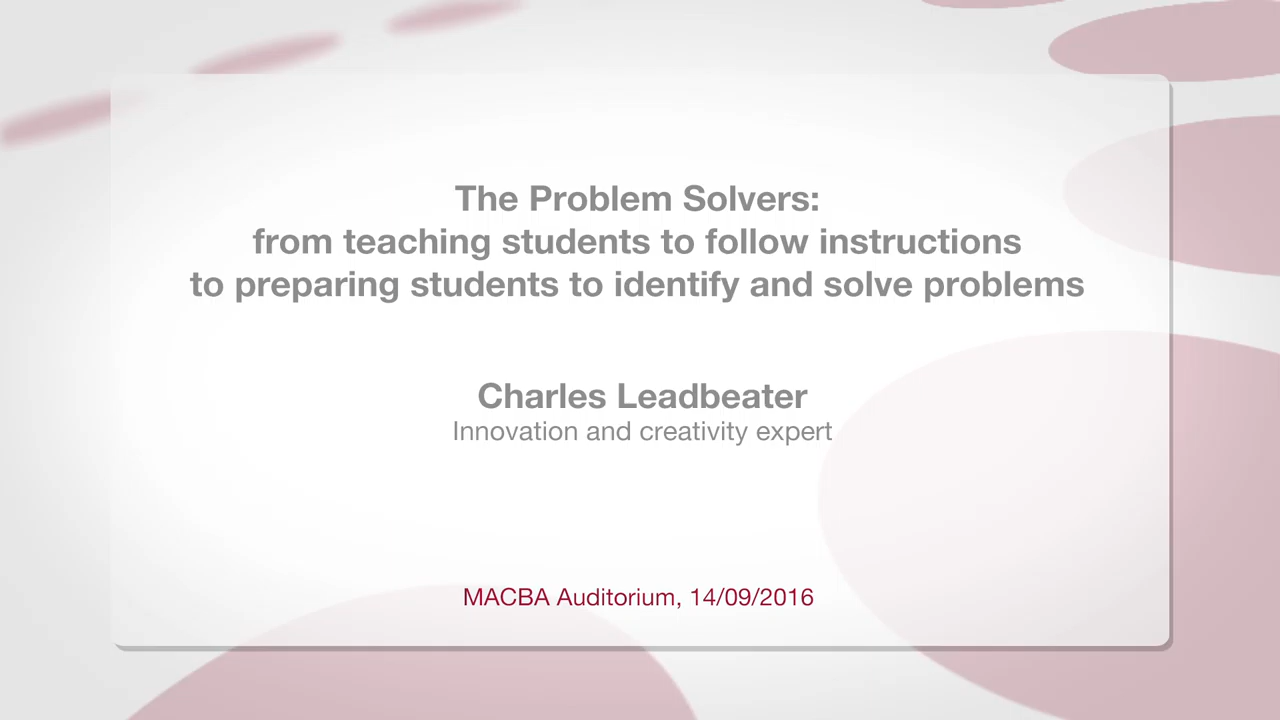 The Problem Solvers:
from teaching students to follow instructions
to preparing students to identify and solve problems
Charles Leadbeater
Innovation and creativity expert
MACBA Auditorium, 14/09/2016